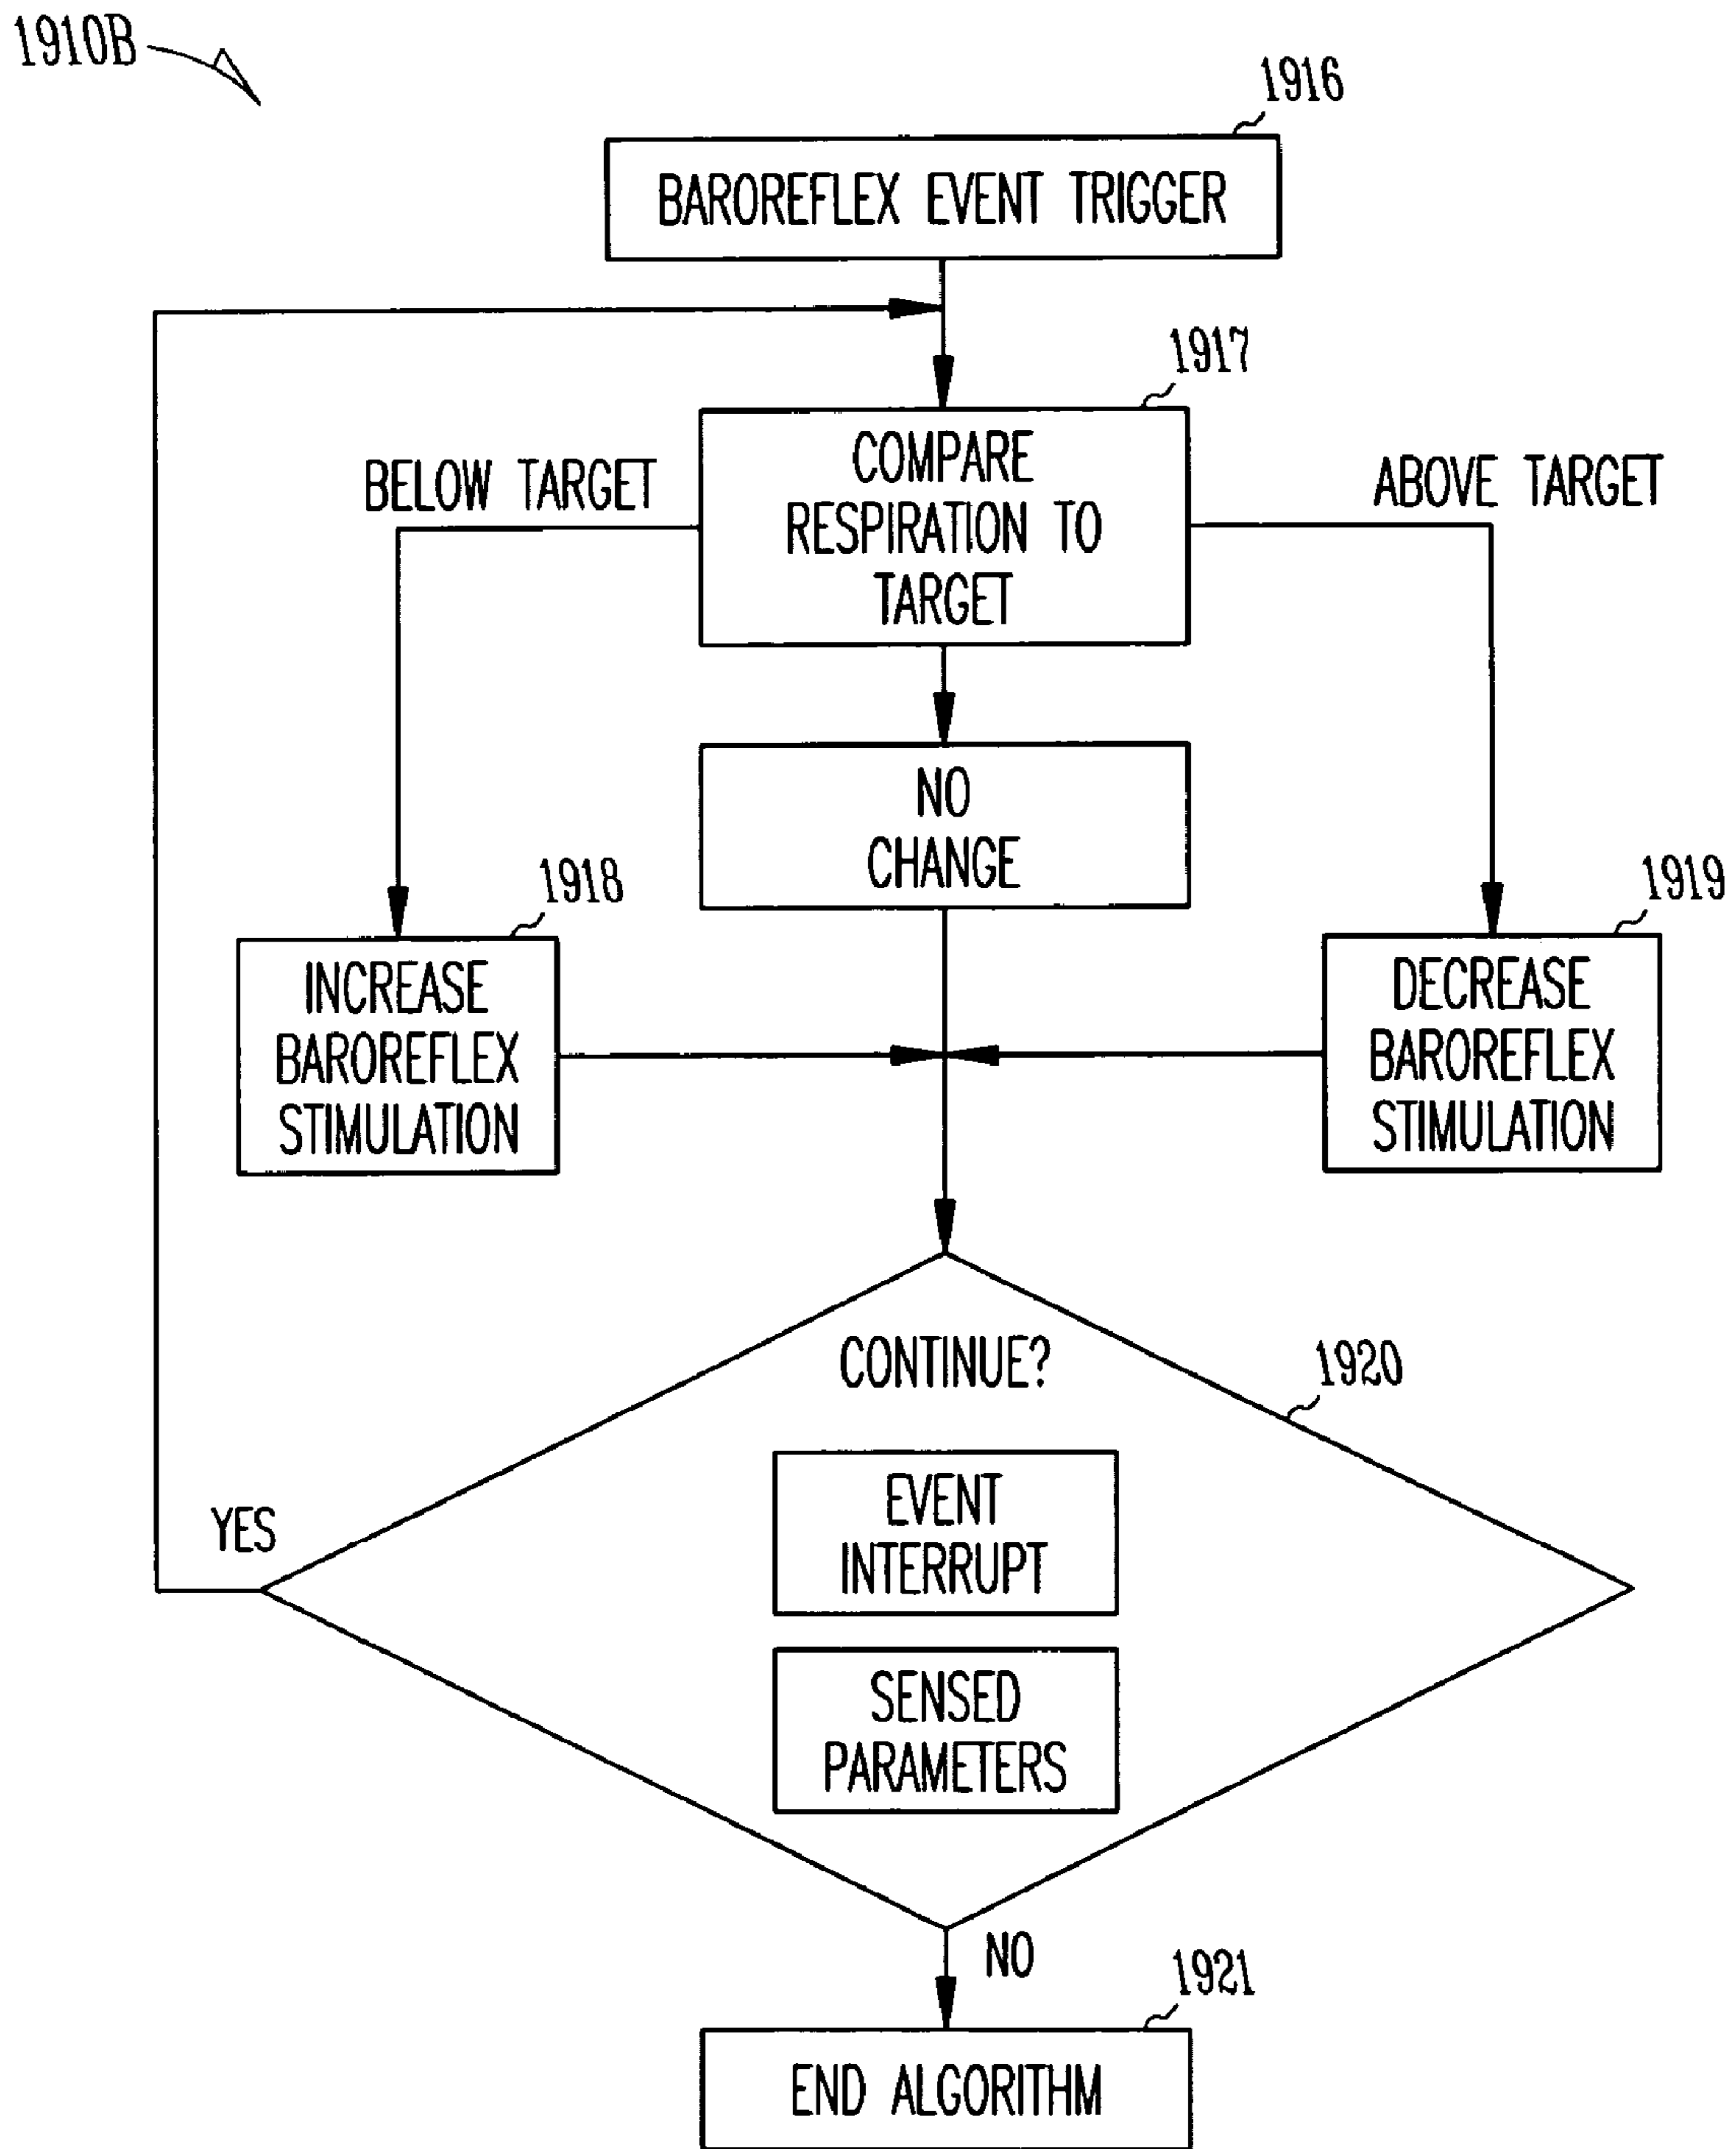 1910B
1916
BAROREFLEX EVENT TRIGGER
1917
COMPARE
RESPIRATION TO
TARGET
BELOW TARGET
ABOVE TARGET
NO
CHANGE
1918
INCREASE
BAROREFLEX
STIMULATION
1919
DECREASE
BAROREFLEX
STIMULATION
CONTINUE?
1920
EVENT
INTERRUPT
YES
SENSED
PARAMETERS
NO
1921
END ALGORITHM